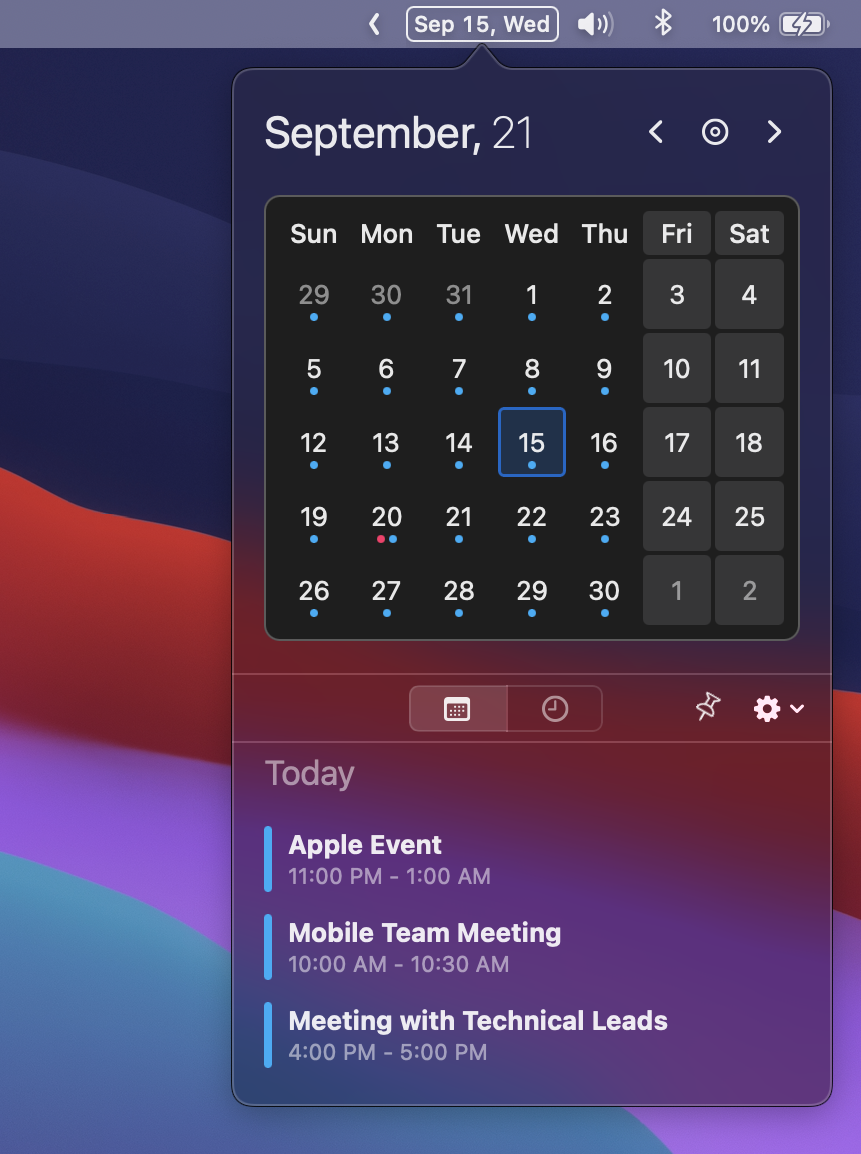 Sep 15, Wed 100%
September, 21
Sun Mon Tue Wed Thu Fri Sat
29 30 31 1 2 3 4
5 6 7 8 9 10 11
12 13 14 15 16 17 18
19 20 21 22 23 24 25
26 27 28 29 30 1 2
Today
Apple Event
11:00 PM - 1:00 AM
Mobile Team Meeting
10:00 AM - 10:30 AM
Meeting with Technical Leads
4:00 PM - 5:00 PM